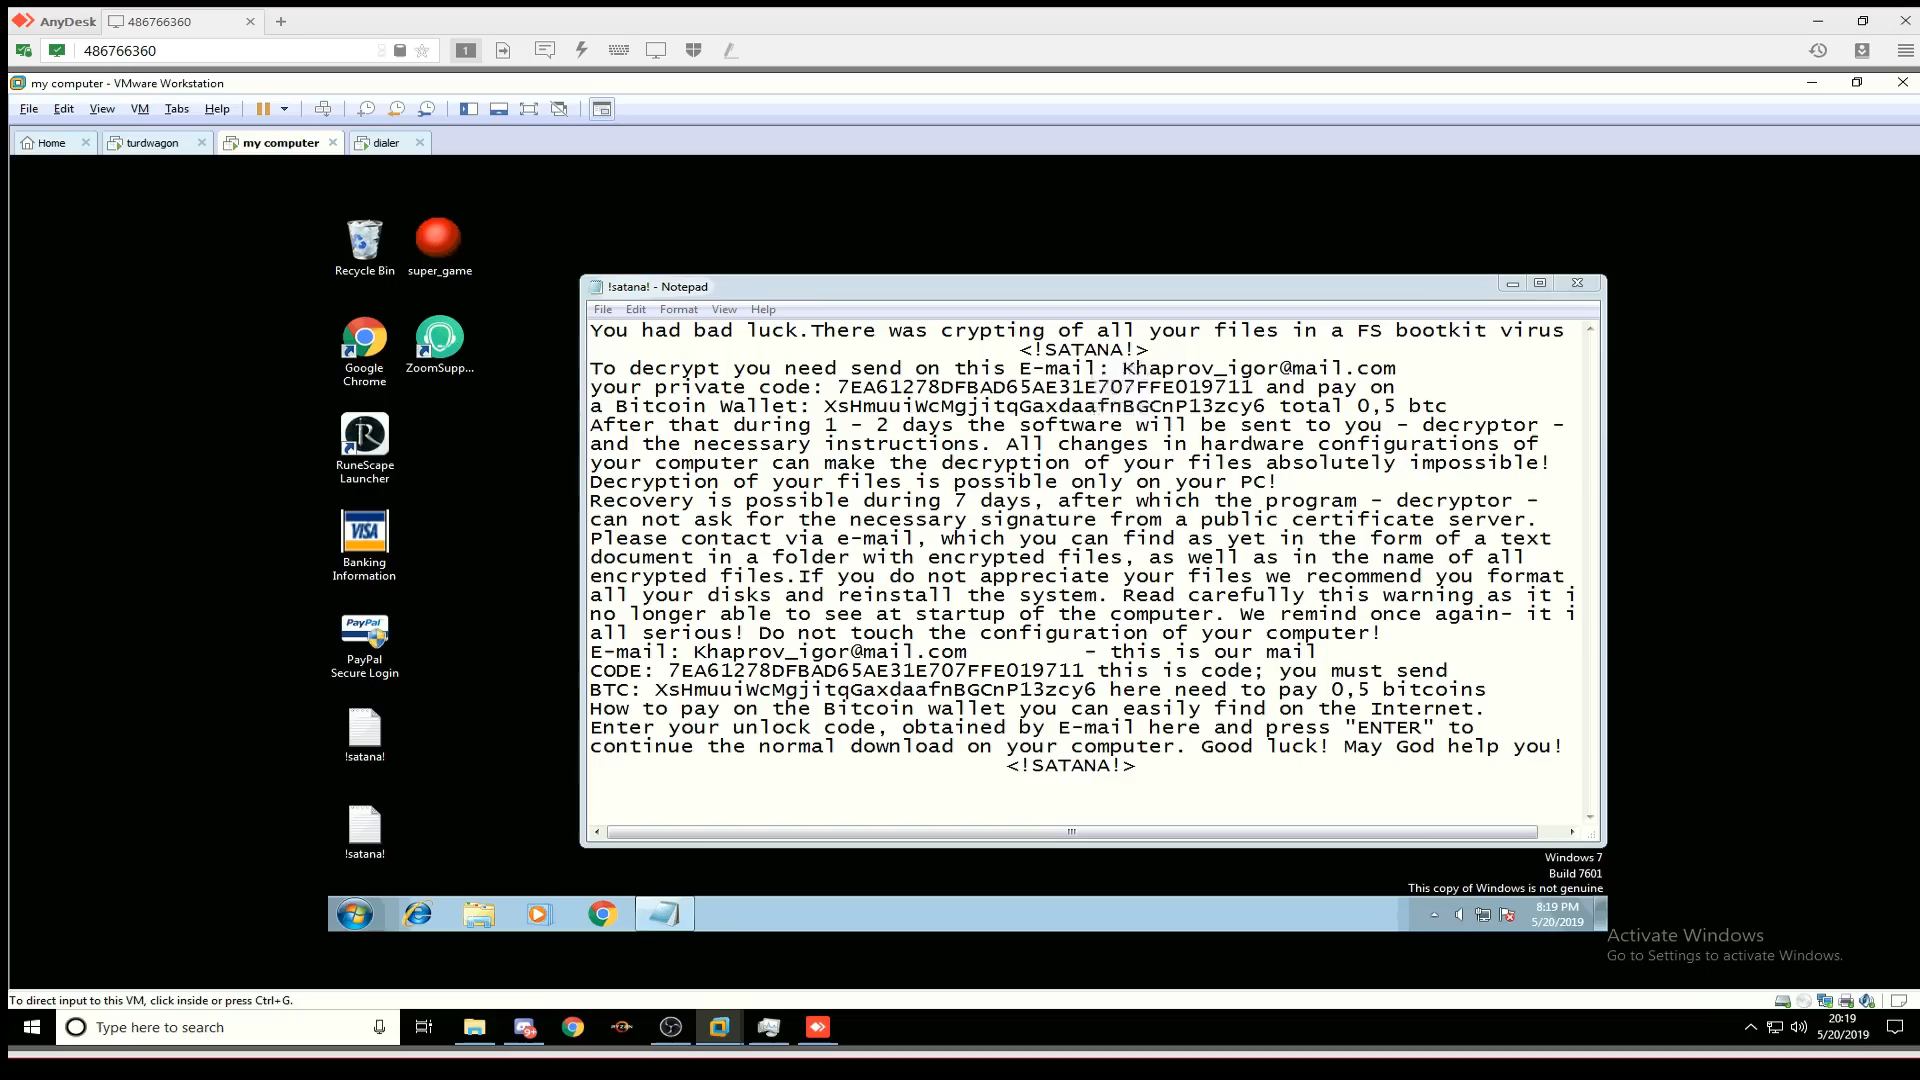 AnyDesk
486766360
486766360
1
my computer - VMware Workstation
File Edit View VM Tabs Help
Home turdwagon my computer dialer
Recycle Bin
super_game
Google
Chrome
ZoomSupp...
RuneScape
Launcher
VISA
Banking
Information
PayPal
PayPal
Secure Login
!satana!
!satana!
!satana! - Notepad
File Edit Format View Help
You had bad luck.There was crypting of all your files in a FS bootkit virus
<!SATANA!>
To decrypt you need send on this E-mail: Khaprov_igor@mail.com
your private code: 7EA61278DFBAD65AE31E707FFE019711 and pay on
a Bitcoin Wallet: XsHmuuiWcMgjitqGaxdaafnBGCnP13zcy6 total 0,5 btc
After that during 1 - 2 days the software will be sent to you - decryptor -
and the necessary instructions. All changes in hardware configurations of
your computer can make the decryption of your files absolutely impossible!
Decryption of your files is possible only on your PC!
Recovery is possible during 7 days, after which the program - decryptor -
can not ask for the necessary signature from a public certificate server.
Please contact via e-mail, which you can find as yet in the form of a text
document in a folder with encrypted files, as well as in the name of all
encrypted files.If you do not appreciate your files we recommend you format
all your disks and reinstall the system. Read carefully this warning as it i
no longer able to see at startup of the computer. We remind once again- it i
all serious! Do not touch the configuration of your computer!
E-mail: Khaprov_igor@mail.com - this is our mail
CODE: 7EA61278DFBAD65AE31E707FFE019711 this is code; you must send
BTC: XsHmuuiWcMgjitqGaxdaafnBGCnP13zcy6 here need to pay 0,5 bitcoins
How to pay on the Bitcoin wallet you can easily find on the Internet.
Enter your unlock code, obtained by E-mail here and press "ENTER" to
continue the normal download on your computer. Good luck! May God help you!
<!SATANA!>
Windows 7
Build 7601
This copy of Windows is not genuine
8:19 PM
5/20/2019
Activate Windows
Go to Settings to activate Windows.
To direct input to this VM, click inside or press Ctrl+G.
Type here to search
RYZEN
20:19
5/20/2019